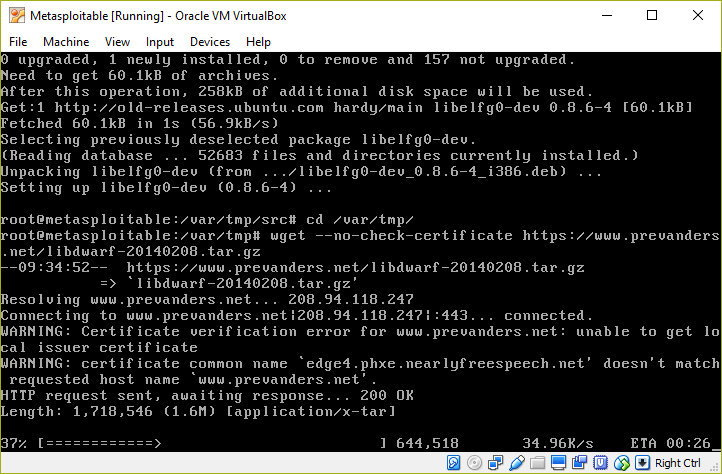 Metasploitable [Running] - Oracle VM VirtualBox
File Machine View Input Devices Help
0 upgraded, 1 newly installed, 0 to remove and 157 not upgraded.
Need to get 60.1kB of archives.
After this operation, 258kB of additional disk space will be used.
Get:1 http://old-releases.ubuntu.com hardy/main libelfg0-dev 0.8.6-4 [60.1kB]
Fetched 60.1kB in 1s (56.9kB/s)
Selecting previously deselected package libelfg0-dev.
(Reading database ... 52683 files and directories currently installed.)
Unpacking libelfg0-dev (from .../libelfg0-dev_0.8.6-4_i386.deb) ...
Setting up libelfg0-dev (0.8.6-4) ...
root@metasploitable:/var/tmp/src# cd /var/tmp/
root@metasploitable:/var/tmp# wget --no-check-certificate https://www.prevanders
.net/libdwarf-20140208.tar.gz
--09:34:52--  https://www.prevanders.net/libdwarf-20140208.tar.gz
=> `libdwarf-20140208.tar.gz'
Resolving www.prevanders.net... 208.94.118.247
Connecting to www.prevanders.net|208.94.118.247|:443... connected.
WARNING: Certificate verification error for www.prevanders.net: unable to get lo
cal issuer certificate
WARNING: certificate common name `edge4.phxe.nearlyfreespeech.net' doesn't match
requested host name `www.prevanders.net'.
HTTP request sent, awaiting response... 200 OK
Length: 1,718,546 (1.6M) [application/x-tar]
37% [============> ] 644,518 34.96K/s ETA 00:26_
Right Ctrl